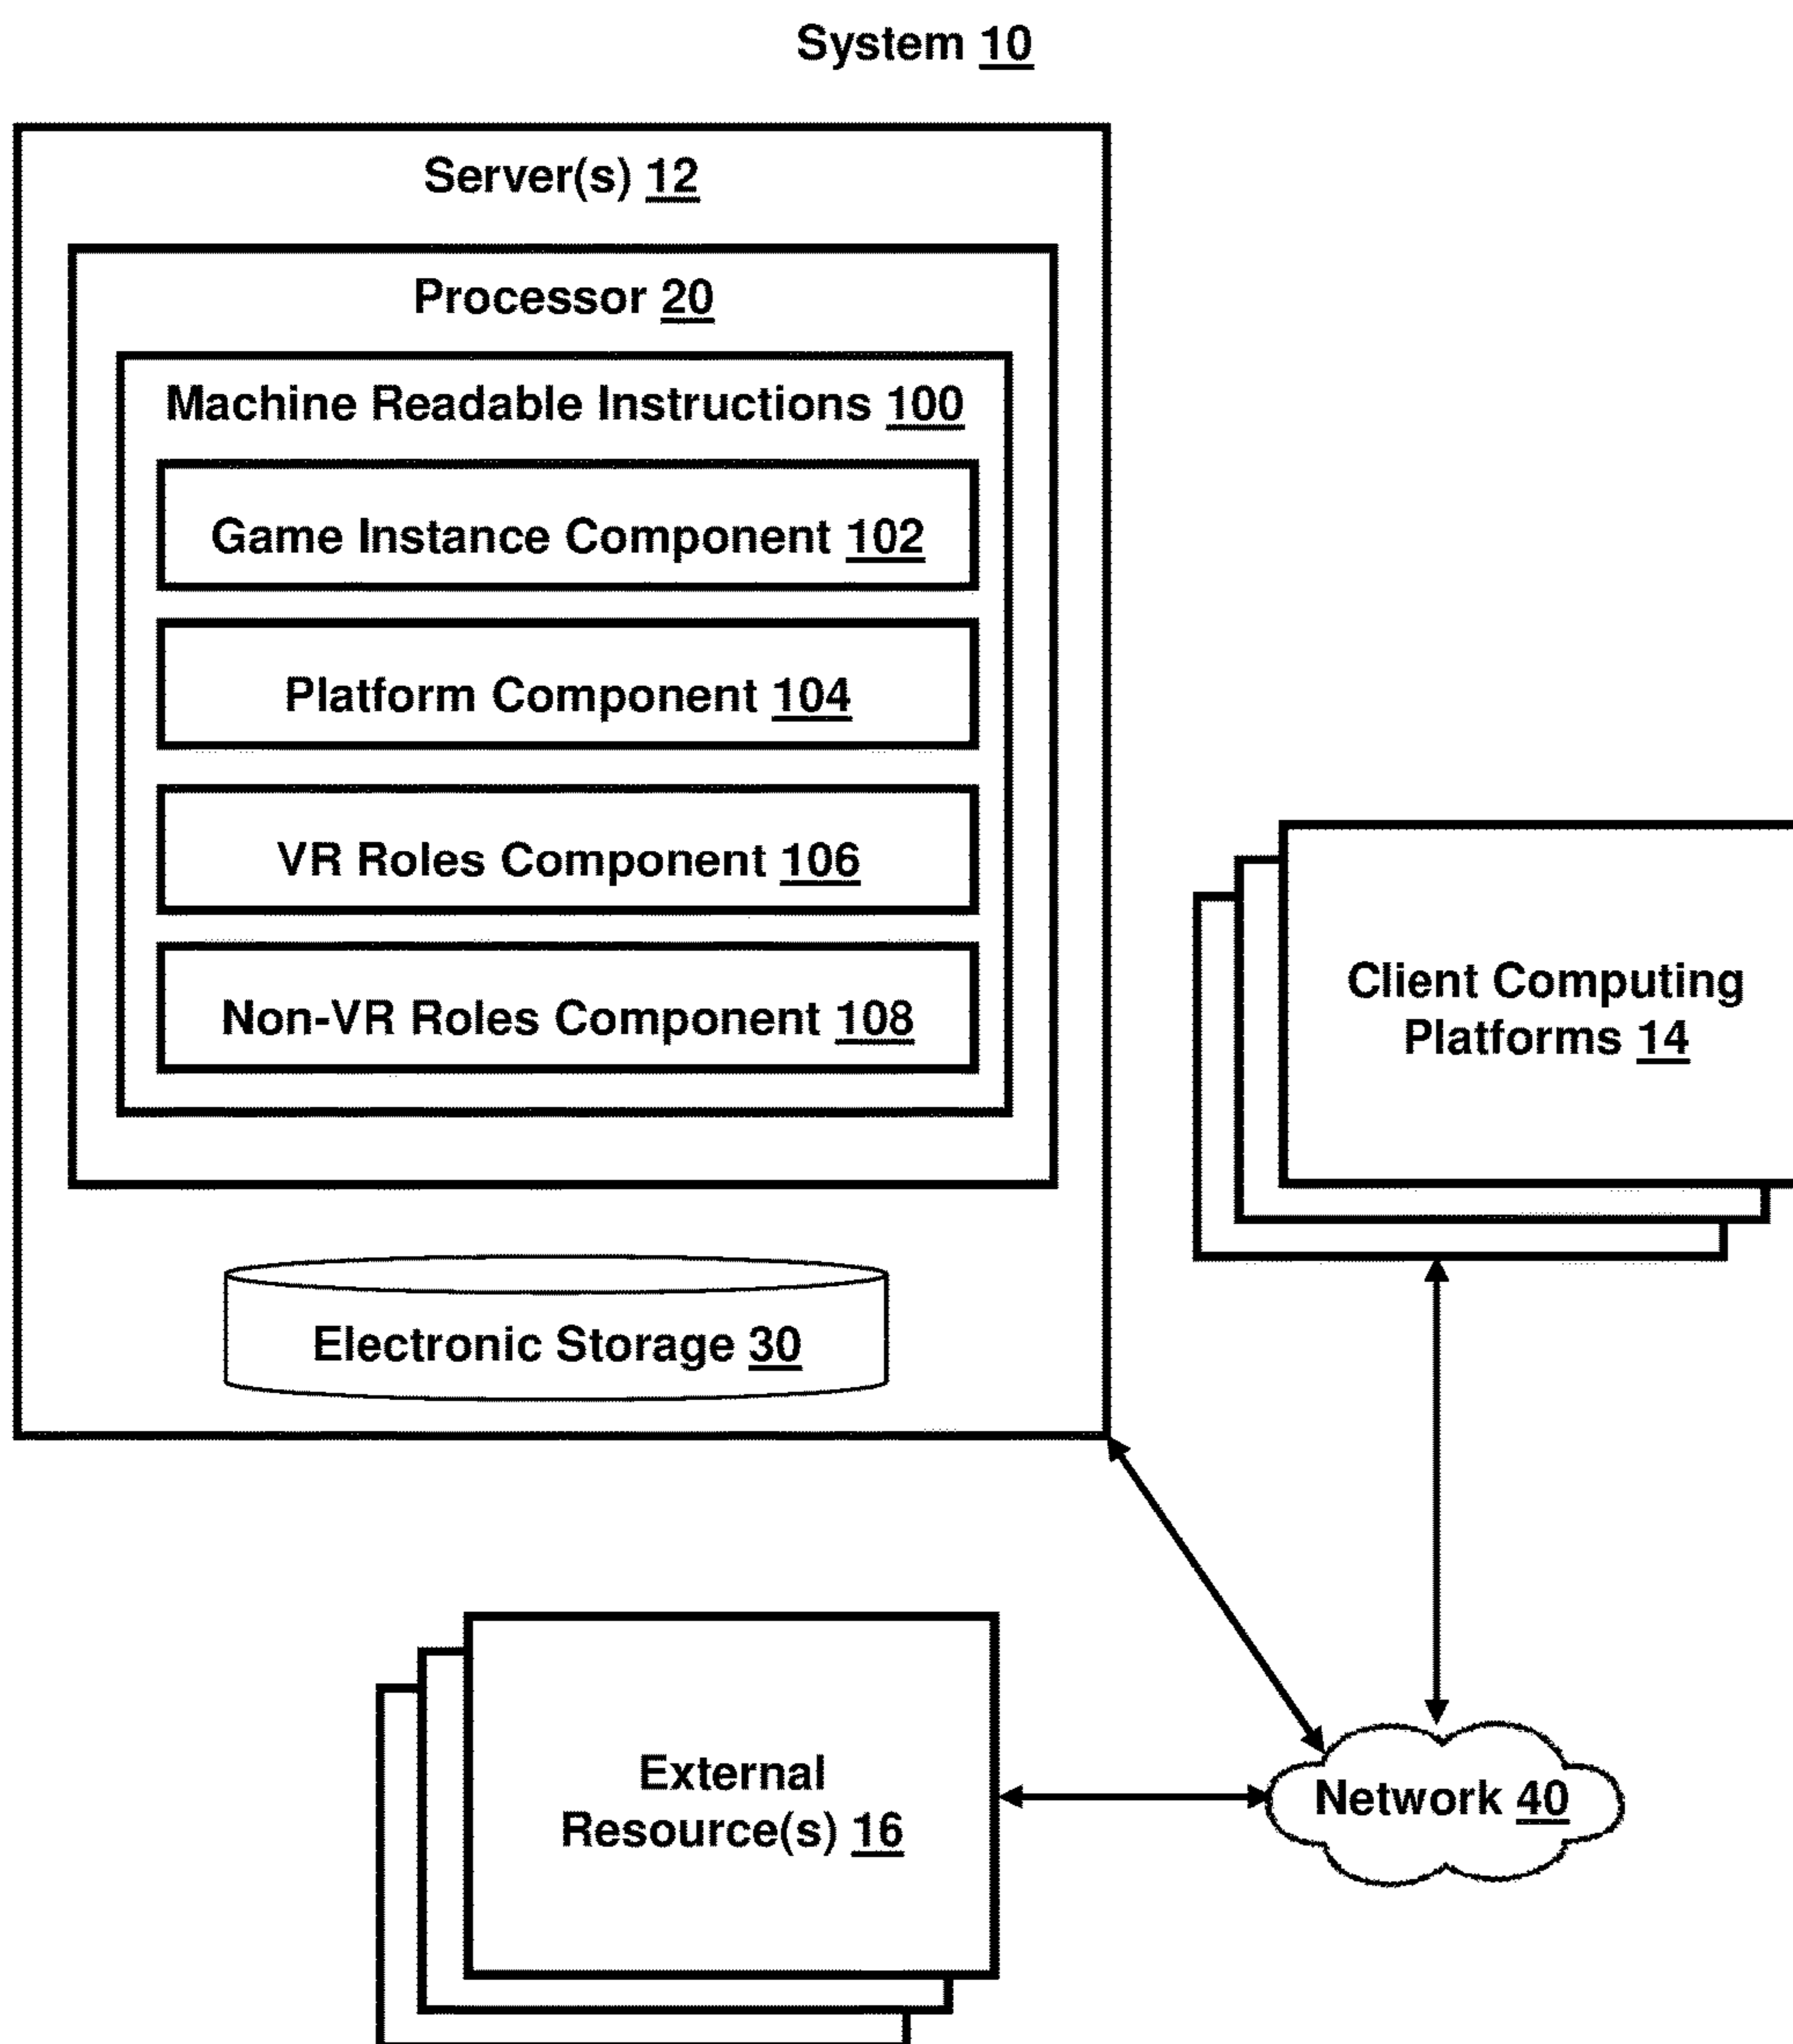 System 10
Server(s) 12
Processor 20
Machine Readable Instructions 100
Game Instance Component 102
Platform Component 104
VR Roles Component 106
Non-VR Roles Component 108
Electronic Storage 30
Client Computing
Platforms 14
External
Resource(s) 16
Network 40